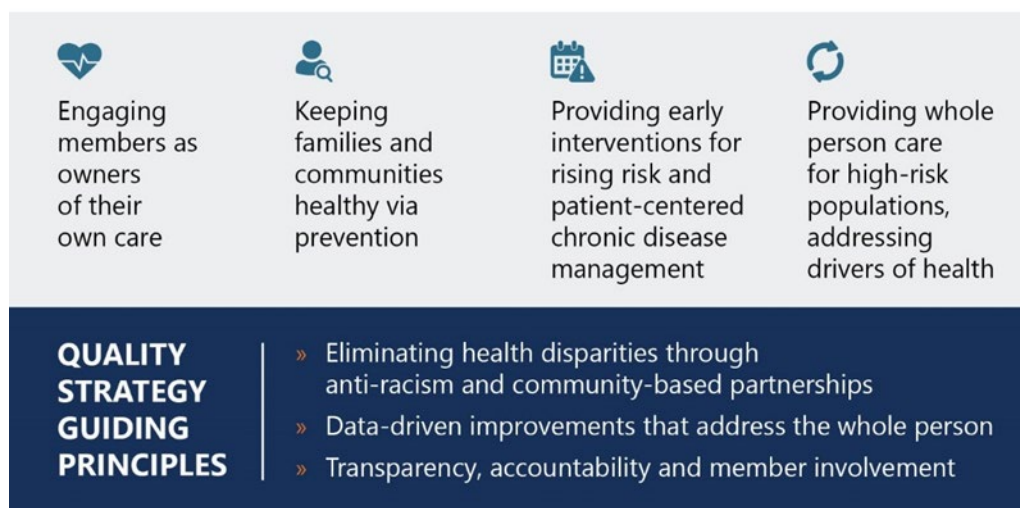 Engaging
members as
owners
of their
own care
Keeping
families and
communities
healthy via
prevention
Providing early
interventions for
rising risk and
patient-centered
chronic disease
management
Providing whole
person care
for high-risk
populations,
addressing
drivers of health
QUALITY
STRATEGY
GUIDING
PRINCIPLES
» Eliminating health disparities through
anti-racism and community-based partnerships
» Data-driven improvements that address the whole person
» Transparency, accountability and member involvement